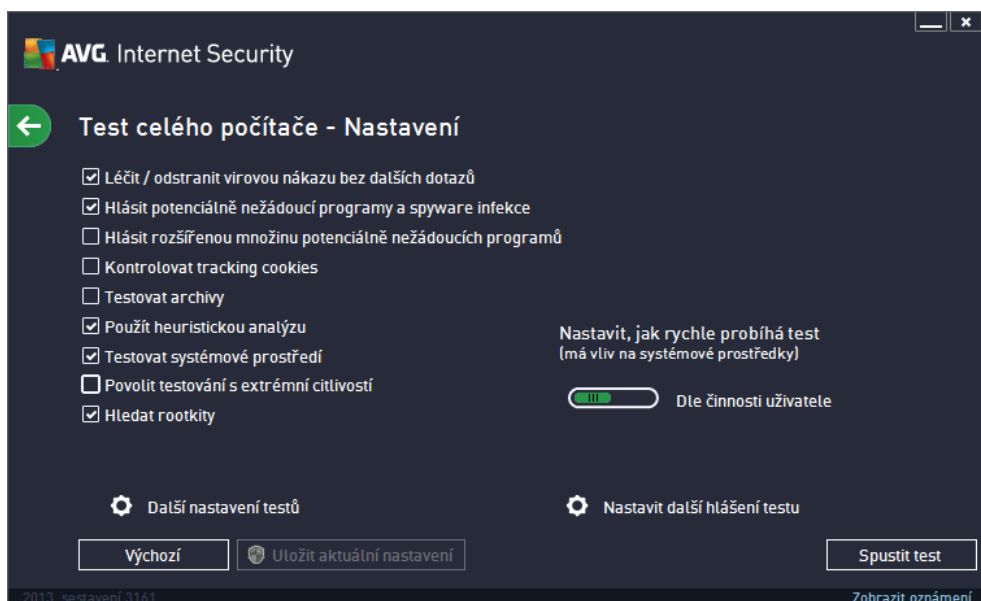 AVG. Internet Security
Test celého počítače - Nastavení
Léčit / odstranit virovou nákazu bez dalších dotazů
Hlásit potenciálně nežádoucí programy a spyware infekce
Hlásit rozšířenou množinu potenciálně nežádoucích programů
Kontrolovat tracking cookies
Testovat archivy
Použít heuristickou analýzu
Testovat systémové prostředí
Povolit testování s extrémní citlivostí
Hledat rootkity
Nastavit, jak rychle probíhá test
(má vliv na systémové prostředky)
Dle činnosti uživatele
Další nastavení testů
Nastavit další hlášení testu
Výchozí
Uložit aktuální nastavení
Spustit test
2013, sestavení 3161
Zobrazit oznámení